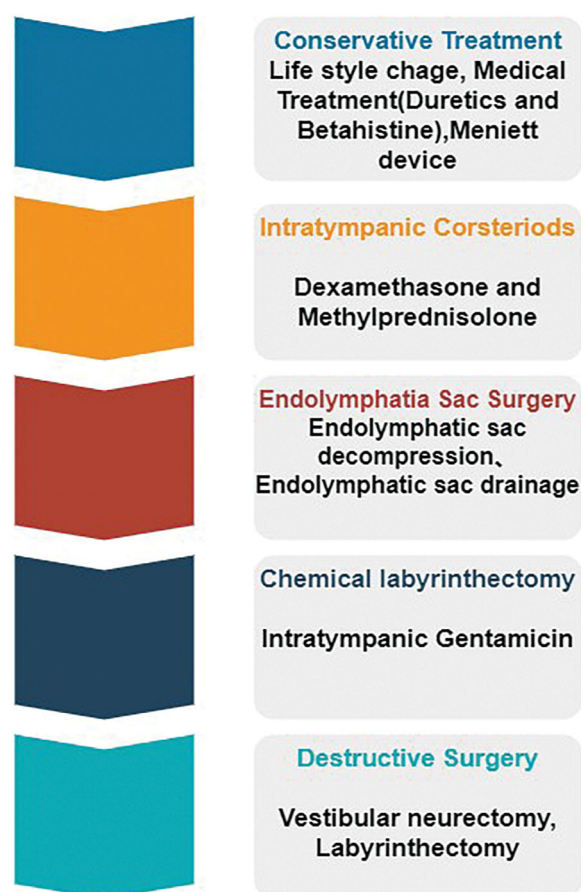 Conservative Treatment
Life style chage, Medical
Treatment(Duretics and
Betahistine),Meniett
device
Intratympanic Corsteriods
Dexamethasone and
Methylprednisolone
Endolymphatia Sac Surgery
Endolymphatic sac
decompression、
Endolymphatic sac drainage
Chemical labyrinthectomy
Intratympanic Gentamicin
Destructive Surgery
Vestibular neurectomy,
Labyrinthectomy